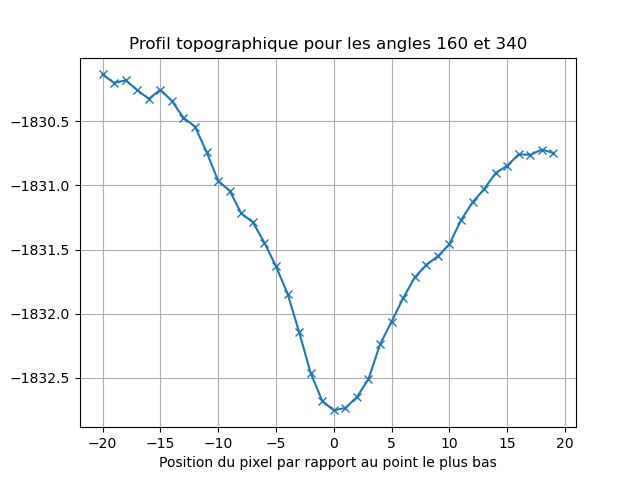 Profil topographique pour les angles 160 et 340
−1830.5
−1831.0
−1831.5
−1832.0
−1832.5
−20 −15 −10 −5 0 5 10 15 20
Position du pixel par rapport au point le plus bas